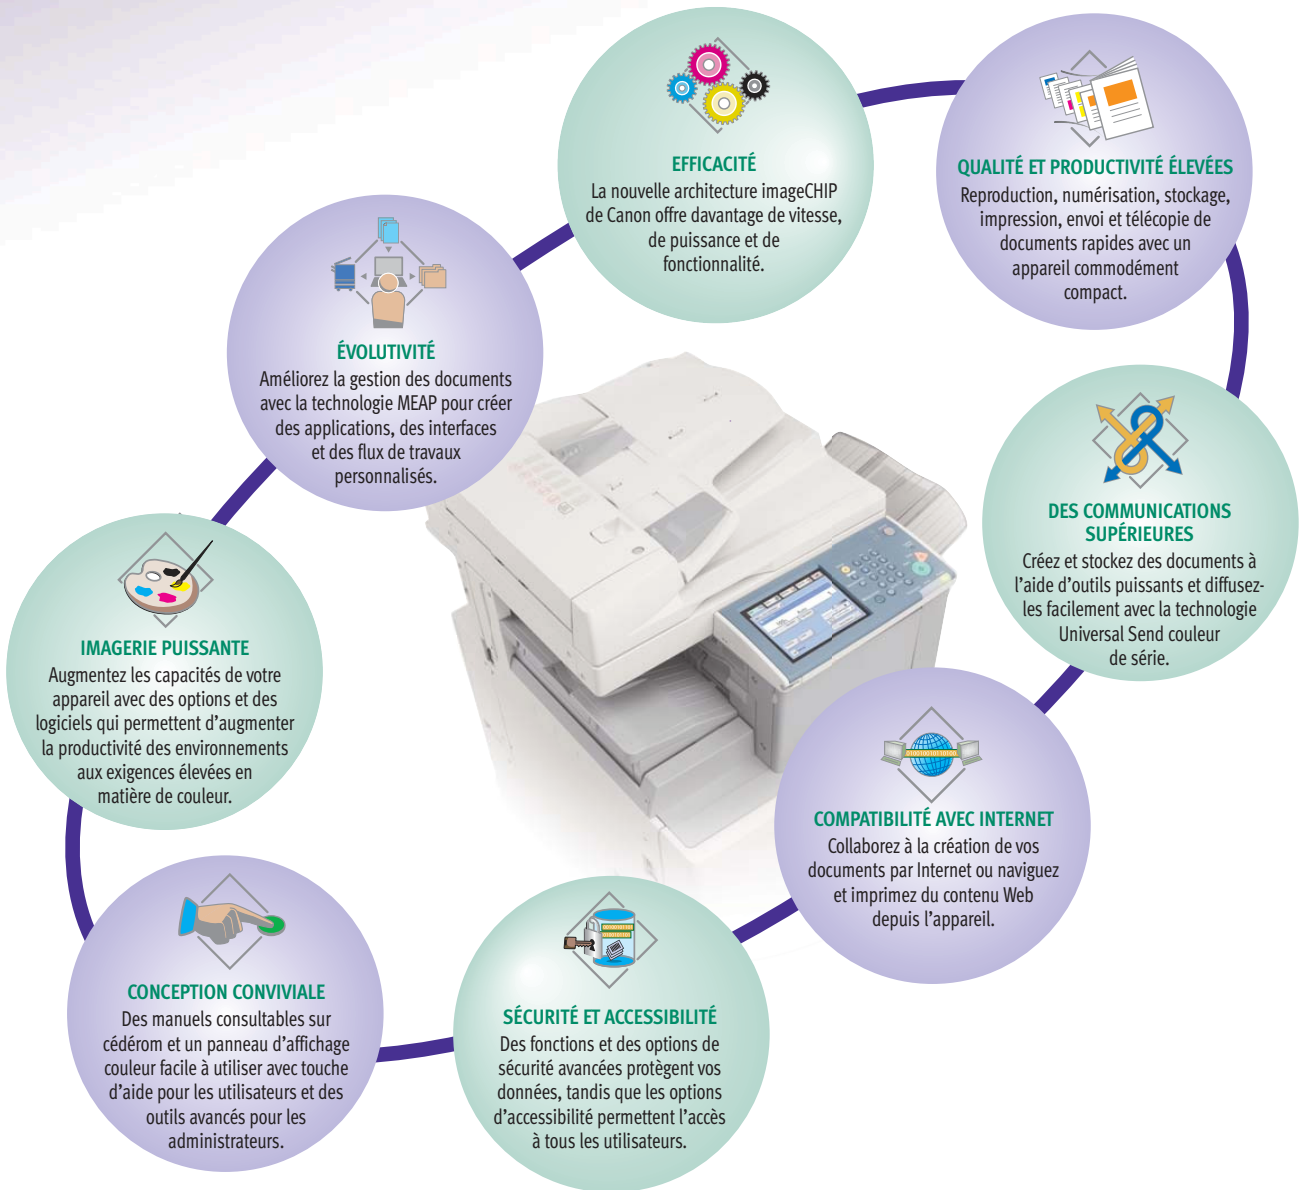 EFFICACITÉ
La nouvelle architecture imageCHIP
de Canon offre davantage de vitesse,
de puissance et de
fonctionnalité.
QUALITÉ ET PRODUCTIVITÉ ÉLEVÉES
Reproduction, numérisation, stockage,
impression, envoi et télécopie de
documents rapides avec un
appareil commodément
compact.
ÉVOLUTIVITÉ
Améliorez la gestion des documents
avec la technologie MEAP pour créer
des applications, des interfaces
et des flux de travaux
personnalisés.
DES COMMUNICATIONS
SUPÉRIEURES
Créez et stockez des documents à
l’aide d’outils puissants et diffusez-
les facilement avec la technologie
Universal Send couleur
de série.
IMAGERIE PUISSANTE
Augmentez les capacités de votre
appareil avec des options et des
logiciels qui permettent d’augmenter
la productivité des environnements
aux exigences élevées en
matière de couleur.
COMPATIBILITÉ AVEC INTERNET
Collaborez à la création de vos
documents par Internet ou naviguez
et imprimez du contenu Web
depuis l’appareil.
CONCEPTION CONVIVIALE
Des manuels consultables sur
cédérom et un panneau d’affichage
couleur facile à utiliser avec touche
d’aide pour les utilisateurs et des
outils avancés pour les
administrateurs.
SÉCURITÉ ET ACCESSIBILITÉ
Des fonctions et des options de
sécurité avancées protègent vos
données, tandis que les options
d’accessibilité permettent l’accès
à tous les utilisateurs.